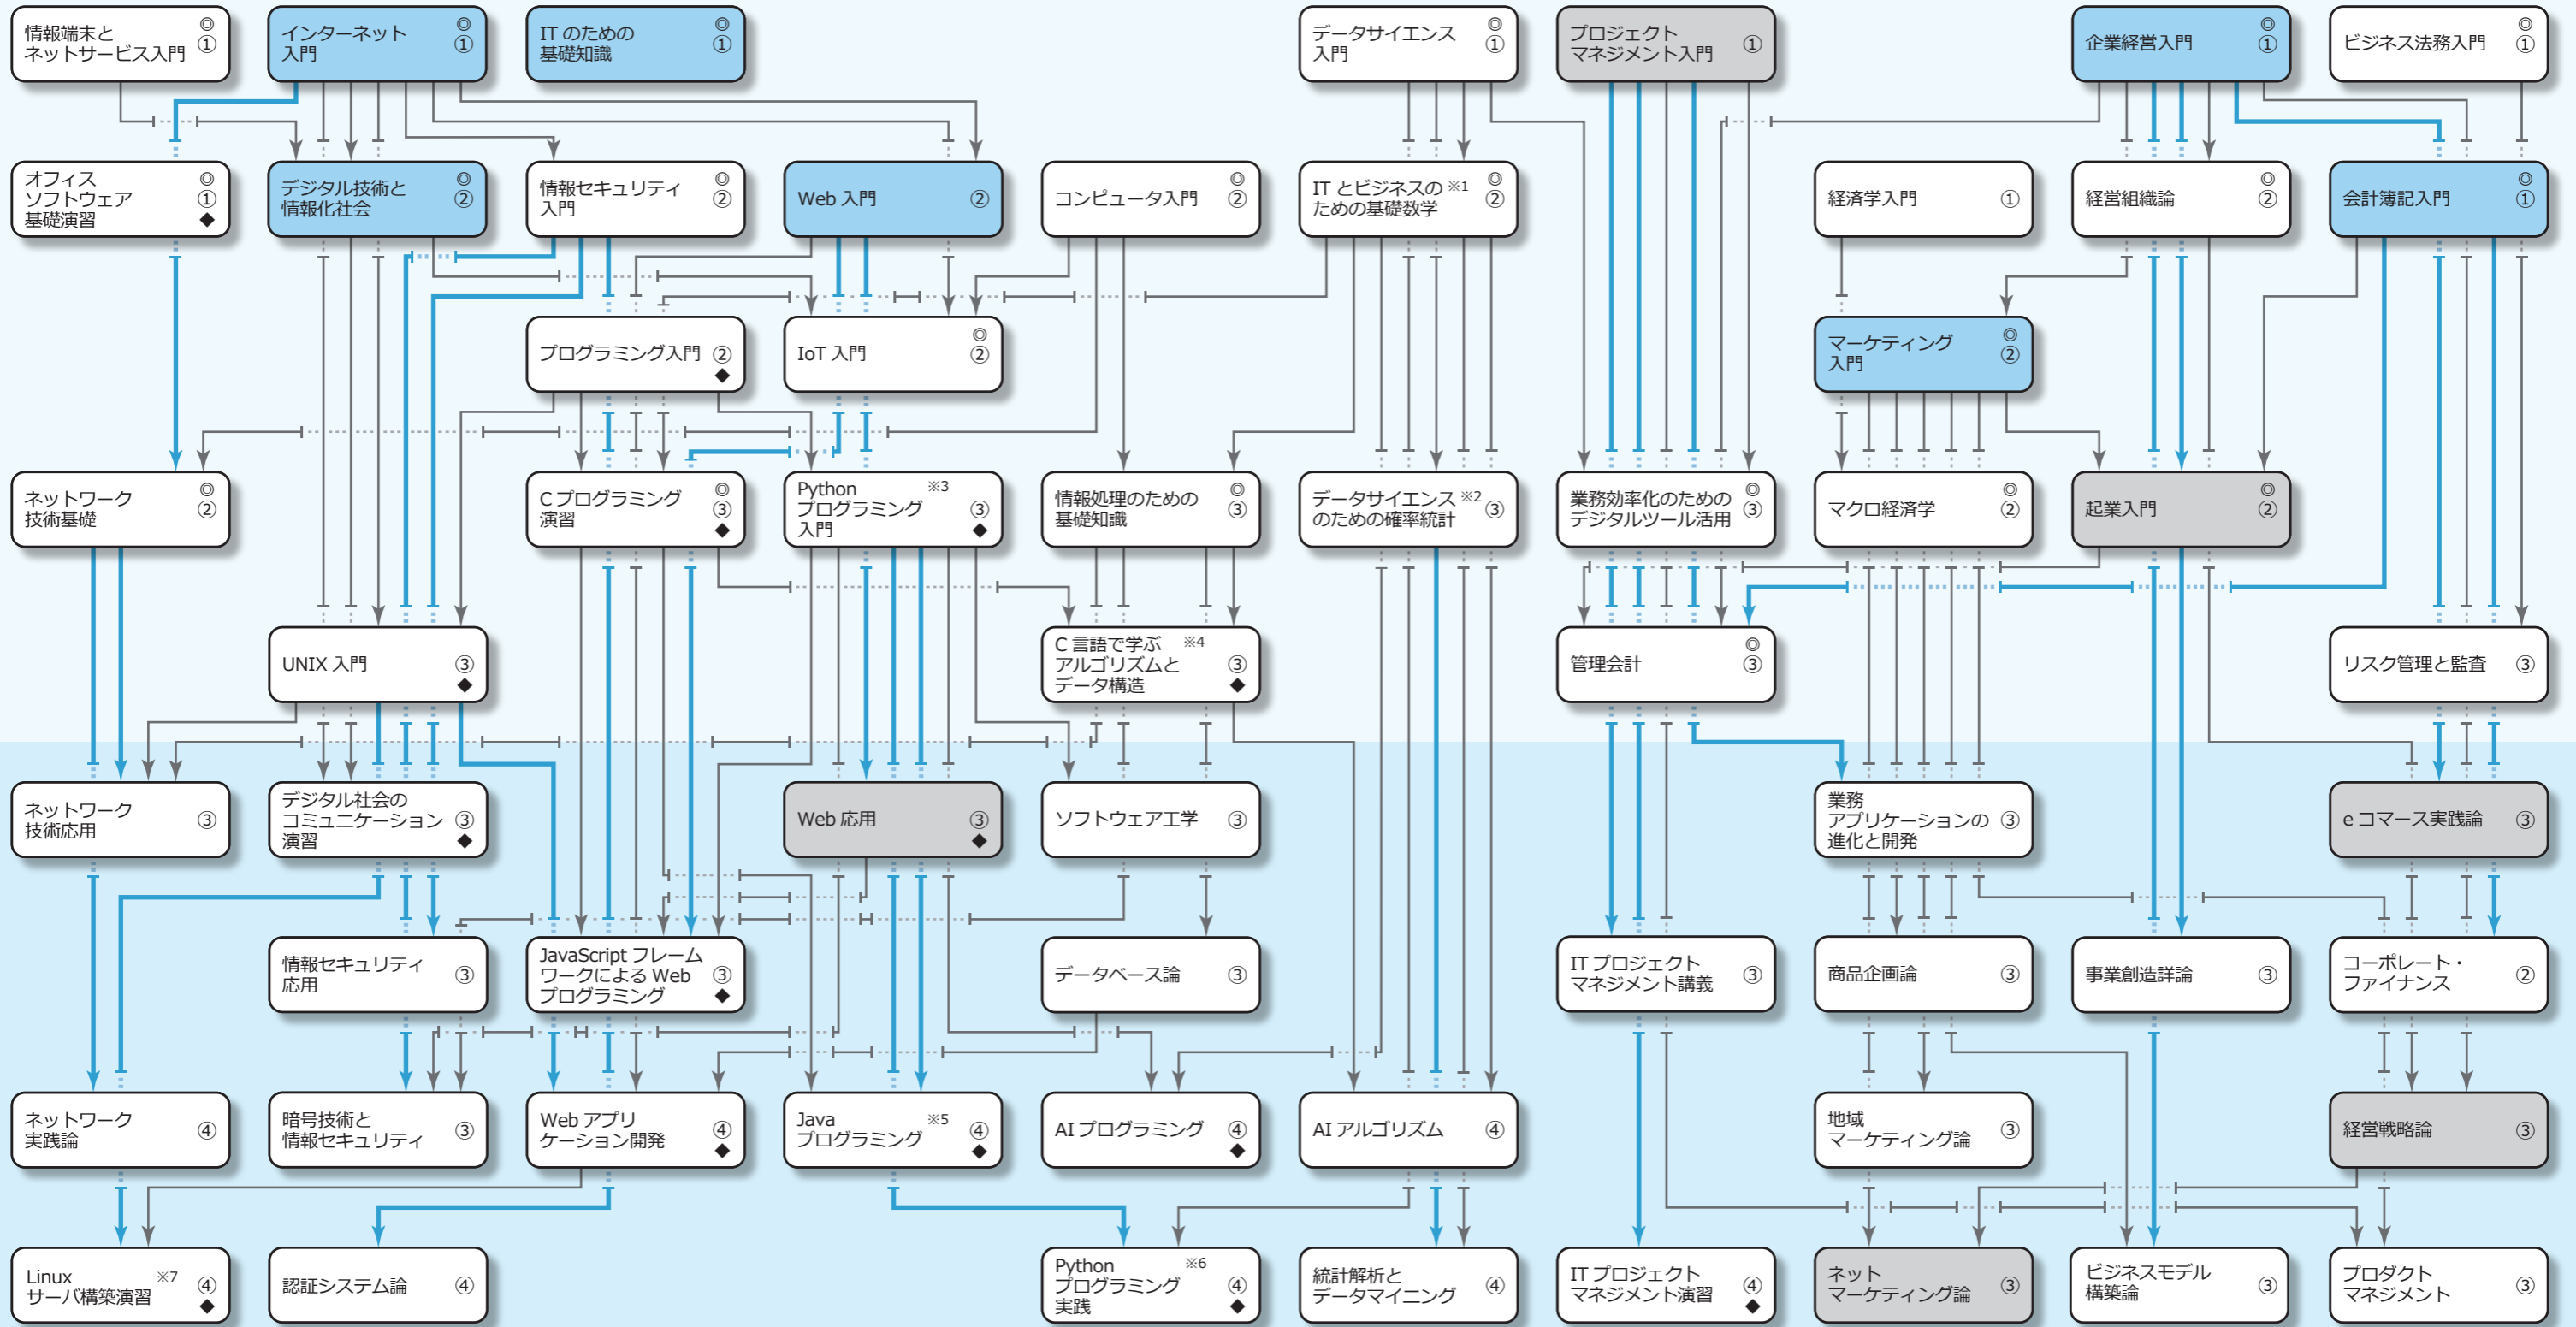 情報端末と
ネットサービス入門
◎
①
インターネット
入門
◎
①
IT のための
基礎知識
◎
①
データサイエンス
入門
◎
①
プロジェクト
マネジメント入門
①
企業経営入門
◎
①
ビジネス法務入門
◎
①
オフィス
ソフトウェア
基礎演習
◎
①
◆
デジタル技術と
情報化社会
◎
②
情報セキュリティ
入門
◎
②
Web 入門
②
コンピュータ入門
◎
②
IT とビジネスの ※1
ための基礎数学
◎
②
経済学入門
①
経営組織論
◎
②
会計簿記入門
◎
①
プログラミング入門
②
◆
IoT 入門
◎
②
マーケティング
入門
◎
②
ネットワーク
技術基礎
◎
②
C プログラミング
演習
◎
③
◆
Python ※3
プログラミング
入門
③
◆
情報処理のための
基礎知識
◎
③
データサイエンス ※2
のための確率統計
③
業務効率化のための
デジタルツール活用
◎
③
マクロ経済学
◎
②
起業入門
◎
②
UNIX 入門
③
◆
C 言語で学ぶ ※4
アルゴリズムと
データ構造
③
◆
管理会計
◎
③
リスク管理と監査
③
ネットワーク
技術応用
③
デジタル社会の
コミュニケーション
演習
③
◆
Web 応用
③
◆
ソフトウェア工学
③
業務
アプリケーションの
進化と開発
③
e コマース実践論
③
情報セキュリティ
応用
③
JavaScript フレーム
ワークによる Web
プログラミング
③
◆
データベース論
③
IT プロジェクト
マネジメント講義
③
商品企画論
③
事業創造詳論
③
コーポレート・
ファイナンス
②
ネットワーク
実践論
④
暗号技術と
情報セキュリティ
③
Web アプリ
ケーション開発
④
◆
Java ※5
プログラミング
④
◆
AI プログラミング
④
◆
AI アルゴリズム
④
地域
マーケティング論
③
経営戦略論
③
Linux ※7
サーバ構築演習
④
◆
認証システム論
④
Python ※6
プログラミング
実践
④
◆
統計解析と
データマイニング
④
IT プロジェクト
マネジメント演習
④
◆
ネット
マーケティング論
③
ビジネスモデル
構築論
③
プロダクト
マネジメント
③